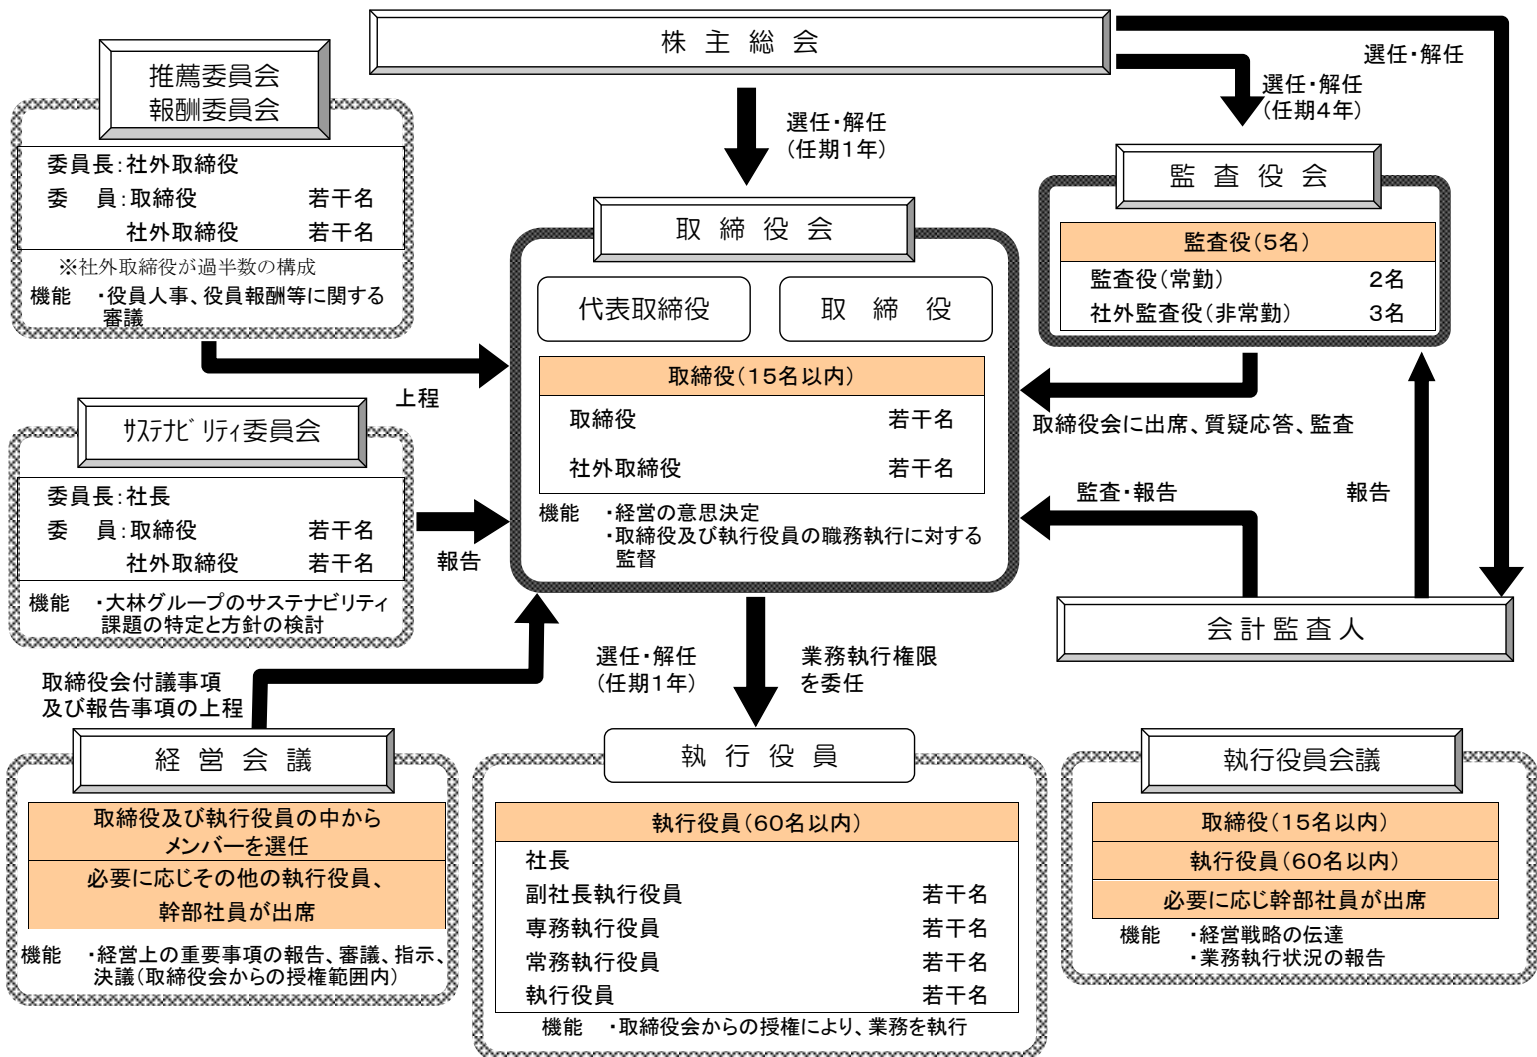 株主総会
選任・解任
選任・解任
(任期4年)
選任・解任
(任期1年)
推薦委員会
報酬委員会
委員長:社外取締役
委　員:取締役　若干名
社外取締役　若干名
※社外取締役が過半数の構成
機能　・役員人事、役員報酬等に関する
審議
上程
サステナビリティ委員会
委員長:社長
委　員:取締役　若干名
社外取締役　若干名
機能　・大林グループのサステナビリティ
課題の特定と方針の検討
報告
取締役会
代表取締役　取締役
取締役(15名以内)
取締役　若干名
社外取締役　若干名
機能　・経営の意思決定
・取締役及び執行役員の職務執行に対する
監督
監査役会
監査役(5名)
監査役(常勤)　2名
社外監査役(非常勤)　3名
取締役会に出席、質疑応答、監査
監査・報告
報告
会計監査人
取締役会付議事項
及び報告事項の上程
選任・解任
(任期1年)
業務執行権限
を委任
経営会議
取締役及び執行役員の中から
メンバーを選任
必要に応じその他の執行役員、
幹部社員が出席
機能　・経営上の重要事項の報告、審議、指示、
決議(取締役会からの授権範囲内)
執行役員
執行役員(60名以内)
社長
副社長執行役員　若干名
専務執行役員　若干名
常務執行役員　若干名
執行役員　若干名
機能　・取締役会からの授権により、業務を執行
執行役員会議
取締役(15名以内)
執行役員(60名以内)
必要に応じ幹部社員が出席
機能　・経営戦略の伝達
・業務執行状況の報告